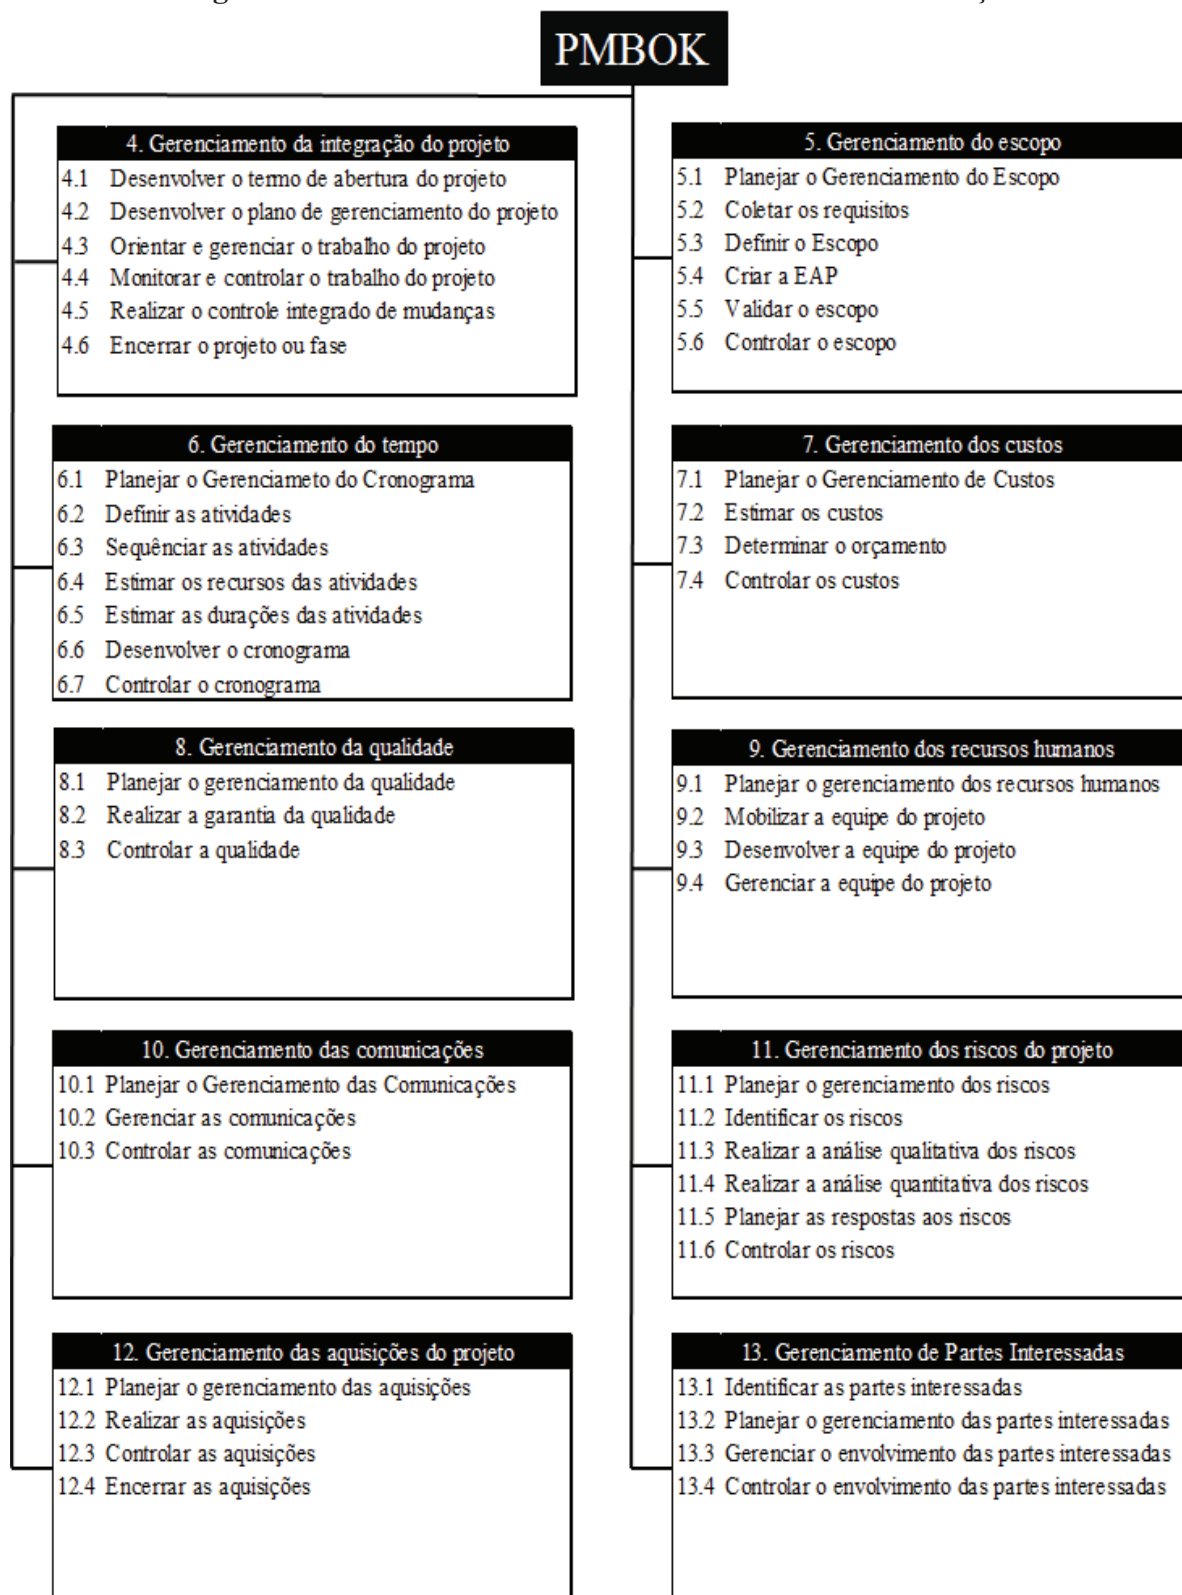 PMBOK
4. Gerenciamento da integração do projeto
4.1 Desenvolver o termo de abertura do projeto
4.2 Desenvolver o plano de gerenciamento do projeto
4.3 Orientar e gerenciar o trabalho do projeto
4.4 Monitorar e controlar o trabalho do projeto
4.5 Realizar o controle integrado de mudanças
4.6 Encerrar o projeto ou fase
5. Gerenciamento do escopo
5.1 Planejar o Gerenciamento do Escopo
5.2 Coletar os requisitos
5.3 Definir o Escopo
5.4 Criar a EAP
5.5 Validar o escopo
5.6 Controlar o escopo
6. Gerenciamento do tempo
6.1 Planejar o Gerenciameto do Cronograma
6.2 Definir as atividades
6.3 Sequênciar as atividades
6.4 Estimar os recursos das atividades
6.5 Estimar as durações das atividades
6.6 Desenvolver o cronograma
6.7 Controlar o cronograma
7. Gerenciamento dos custos
7.1 Planejar o Gerenciamento de Custos
7.2 Estimar os custos
7.3 Determinar o orçamento
7.4 Controlar os custos
8. Gerenciamento da qualidade
8.1 Planejar o gerenciamento da qualidade
8.2 Realizar a garantia da qualidade
8.3 Controlar a qualidade
9. Gerenciamento dos recursos humanos
9.1 Planejar o gerenciamento dos recursos humanos
9.2 Mobilizar a equipe do projeto
9.3 Desenvolver a equipe do projeto
9.4 Gerenciar a equipe do projeto
10. Gerenciamento das comunicações
10.1 Planejar o Gerenciamento das Comunicações
10.2 Gerenciar as comunicações
10.3 Controlar as comunicações
11. Gerenciamento dos riscos do projeto
11.1 Planejar o gerenciamento dos riscos
11.2 Identificar os riscos
11.3 Realizar a análise qualitativa dos riscos
11.4 Realizar a análise quantitativa dos riscos
11.5 Planejar as respostas aos riscos
11.6 Controlar os riscos
12. Gerenciamento das aquisições do projeto
12.1 Planejar o gerenciamento das aquisições
12.2 Realizar as aquisições
12.3 Controlar as aquisições
12.4 Encerrar as aquisições
13. Gerenciamento de Partes Interessadas
13.1 Identificar as partes interessadas
13.2 Planejar o gerenciamento das partes interessadas
13.3 Gerenciar o envolvimento das partes interessadas
13.4 Controlar o envolvimento das partes interessadas